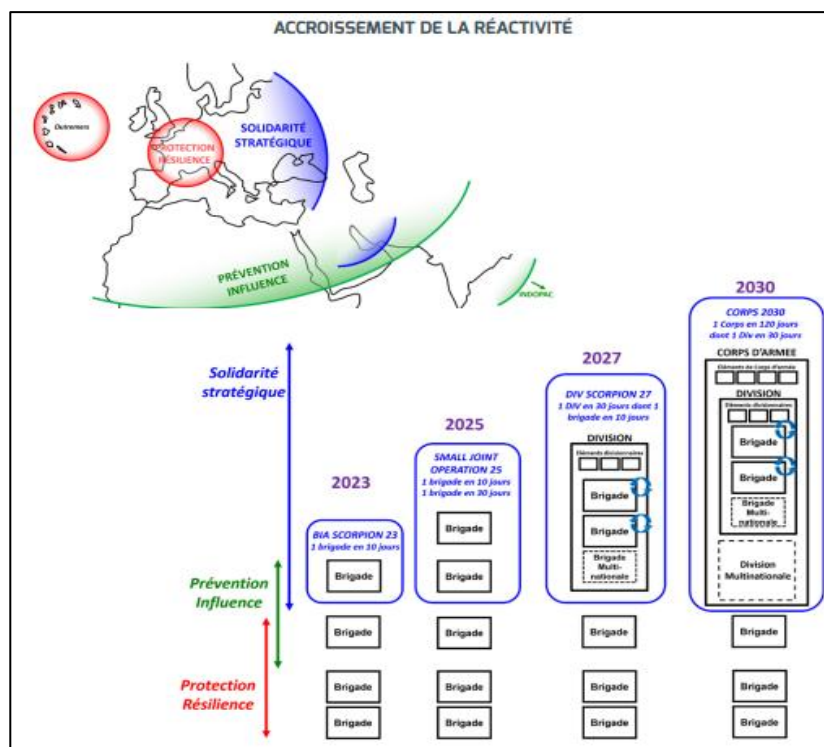 ACCROISSEMENT DE LA RÉACTIVITÉ
Outremers
PROTECTION
RÉSILIENCE
SOLIDARITÉ
STRATÉGIQUE
PRÉVENTION
INFLUENCE
INDOPAC
Solidarité
stratégique
Prévention
Influence
Protection
Résilience
2023
BIA SCORPION 23
1 brigade en 10 jours
Brigade
Brigade
Brigade
Brigade
2025
SMALL JOINT
OPERATION 25
1 brigade en 10 jours
1 brigade en 30 jours
Brigade
Brigade
Brigade
Brigade
Brigade
2027
DIV SCORPION 27
1 DIV en 30 jours dont 1
brigade en 10 jours
DIVISION
Eléments divisionnaires
Brigade
Brigade
Brigade
Multi-
nationale
Brigade
Brigade
Brigade
2030
CORPS 2030
1 Corps en 120 jours
dont 1 Div en 30 jours
CORPS D'ARMEE
Eléments de Corps d'armée
DIVISION
Eléments divisionnaires
Brigade
Brigade
Brigade
Multi-
nationale
Division
Multinationale
Brigade
Brigade
Brigade